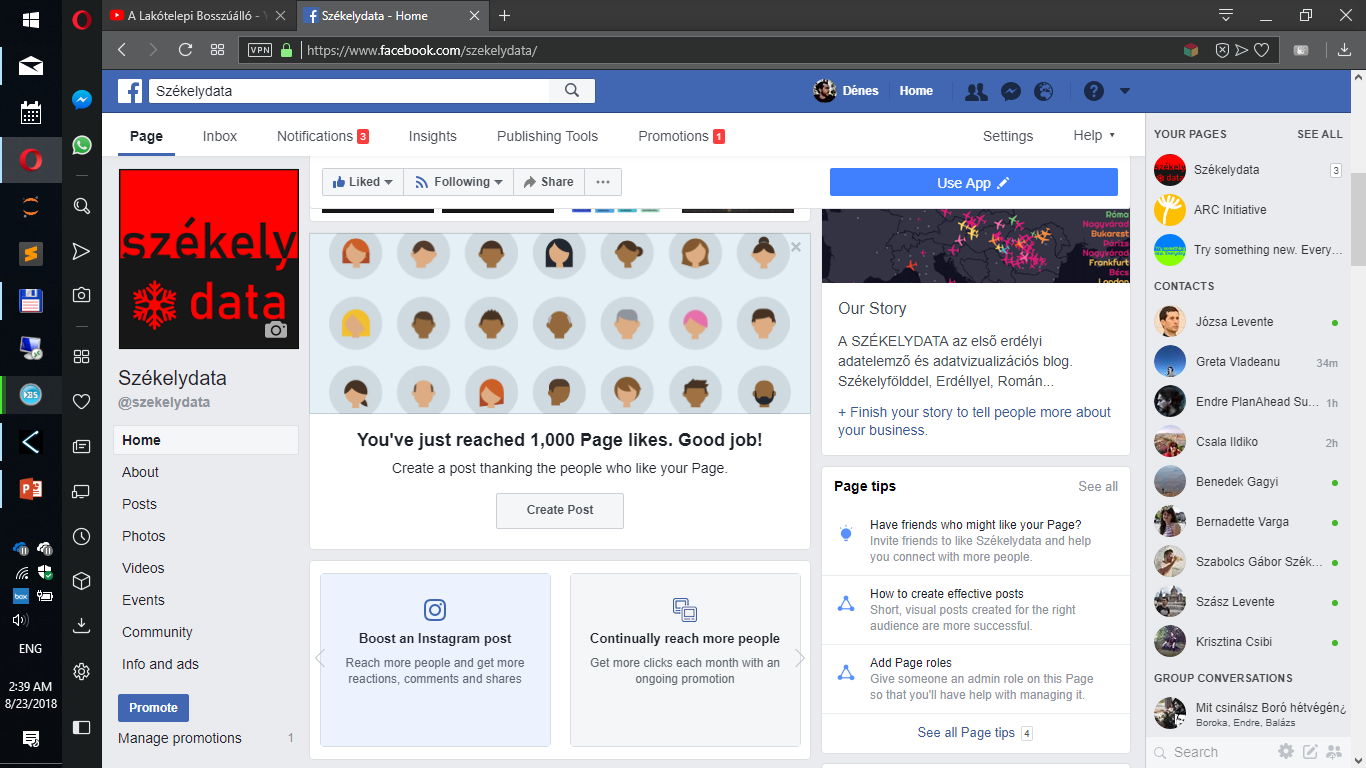 A Lakótelepi Bosszúálló - Y
Székelydata - Home
VPN
https://www.facebook.com/szekelydata/
Székelydata
Dénes
Home
Page
Inbox
Notifications 3
Insights
Publishing Tools
Promotions 1
Settings
Help
székely
data
Székelydata
@szekelydata
Home
About
Posts
Photos
Videos
Events
Community
Info and ads
Promote
Manage promotions 1
Liked
Following
Share
Use App
You've just reached 1,000 Page likes. Good job!
Create a post thanking the people who like your Page.
Create Post
Boost an Instagram post
Reach more people and get more
reactions, comments and shares
Continually reach more people
Get more clicks each month with an
ongoing promotion
Róma
Nagyvárad
Bukarest
Párizs
Nagyvárad
Frankfurt
Bécs
London
Our Story
A SZÉKELYDATA az első erdélyi
adatelemző és adatvizualizációs blog.
Székelyfölddel, Erdéllyel, Román...
+ Finish your story to tell people more about
your business.
Page tips
See all
Have friends who might like your Page?
Invite friends to like Székelydata and help
you connect with more people.
How to create effective posts
Short, visual posts created for the right
audience are more successful.
Add Page roles
Give someone an admin role on this Page
so that you'll have help with managing it.
See all Page tips 4
YOUR PAGES
SEE ALL
Székelydata 3
ARC Initiative
Try something new. Every...
CONTACTS
Józsa Levente
Greta Vladeanu 34m
Endre PlanAhead Su... 1h
Csala Ildiko 2h
Benedek Gagyi
Bernadette Varga
Szabolcs Gábor Szék...
Szász Levente
Krisztina Csibi
GROUP CONVERSATIONS
Mit csinálsz Boró hétvégén¿
Boroka, Endre, Balázs
Search
box
ENG
2:39 AM
8/23/2018